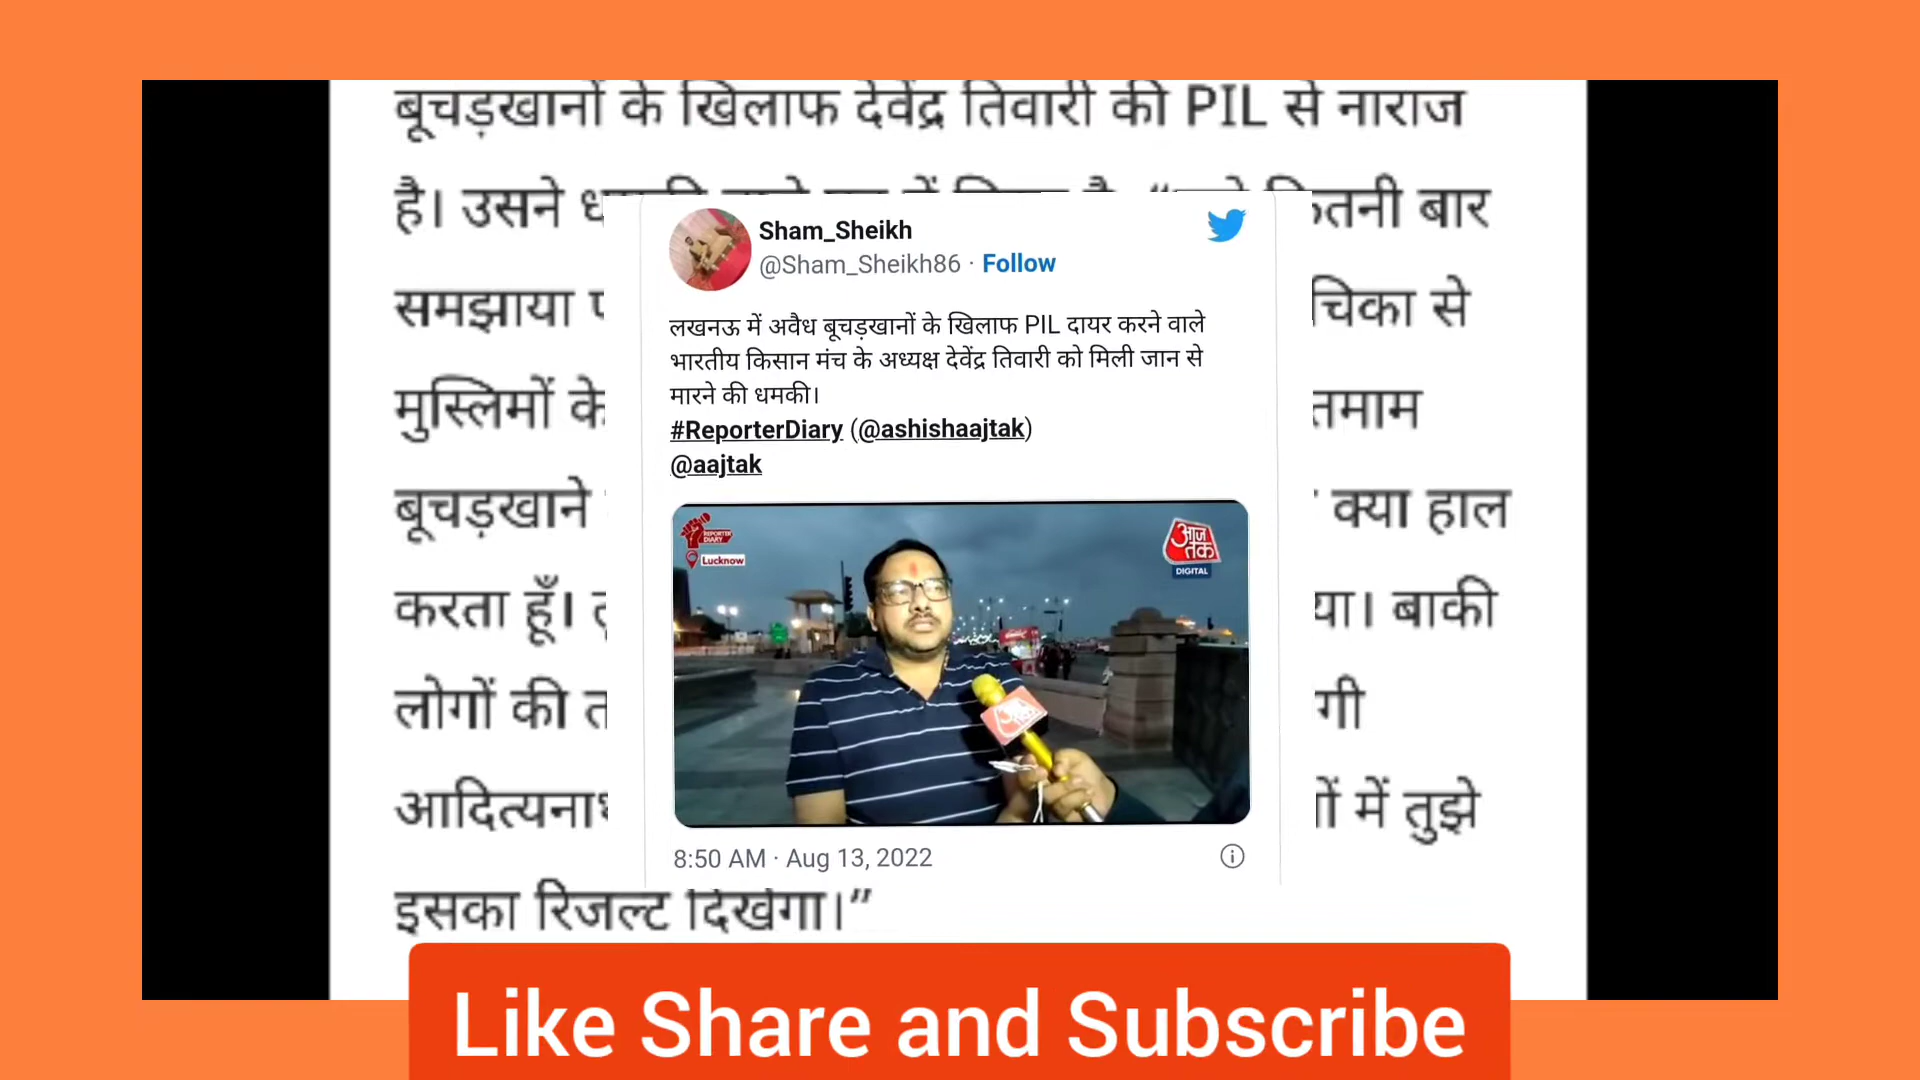 बूचड़खानों के खिलाफ देवेंद्र तिवारी की PIL से नाराज
है। उसने
कितनी बार
समझाया
से
मुस्लिमों के
तमाम
बूचड़खाने
क्या हाल
करता हूँ।
बाकी
लोगों की
आदित्यनाथ
में तुझे
इसका रिजल्ट दिखेगा।”
Sham_Sheikh
@Sham_Sheikh86 · Follow
लखनऊ में अवैध बूचड़खानों के खिलाफ PIL दायर करने वाले
भारतीय किसान मंच के अध्यक्ष देवेंद्र तिवारी को मिली जान से
मारने की धमकी।
#ReporterDiary (@ashishaajtak)
@aajtak
REPORTER
DIARY
Lucknow
आज
तक
DIGITAL
8:50 AM · Aug 13, 2022
Like Share and Subscribe